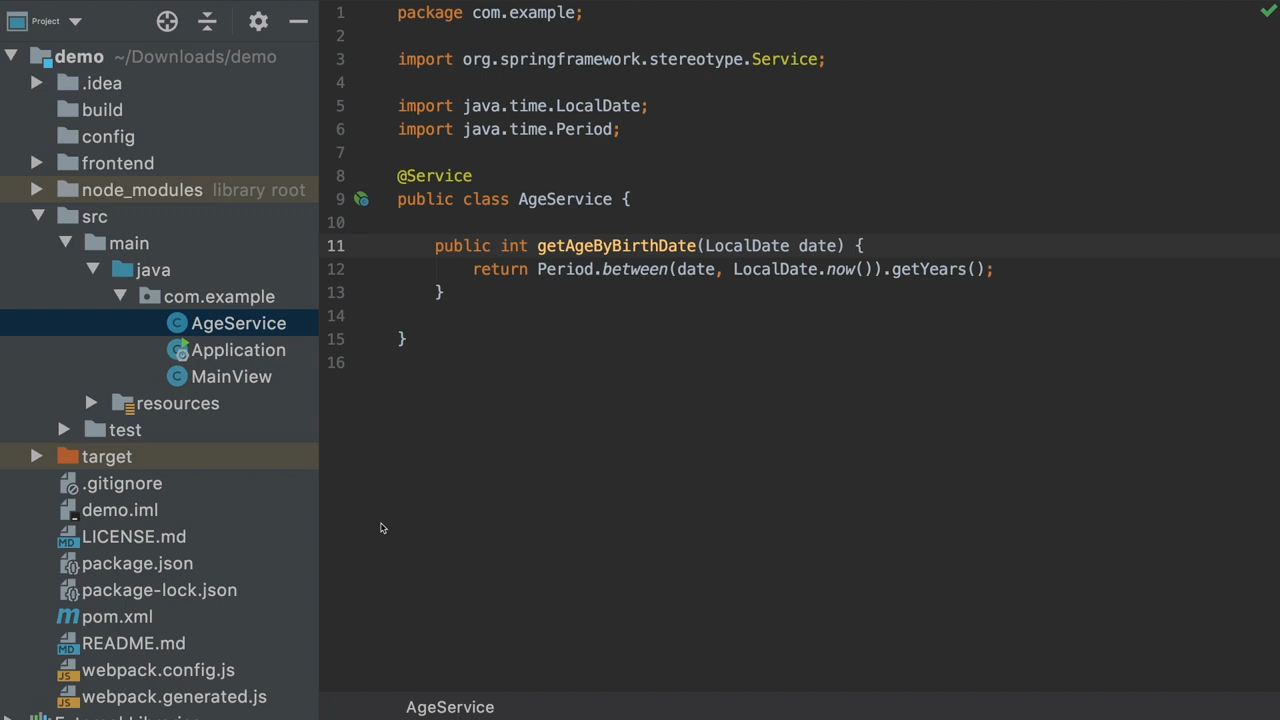 Project
demo ~/Downloads/demo
.idea
build
config
frontend
node_modules library root
src
main
java
com.example
AgeService
Application
MainView
resources
test
target
.gitignore
demo.iml
LICENSE.md
package.json
package-lock.json
pom.xml
README.md
webpack.config.js
webpack.generated.js
1 package com.example;
2
3 import org.springframework.stereotype.Service;
4
5 import java.time.LocalDate;
6 import java.time.Period;
7
8 @Service
9 public class AgeService {
10
11 public int getAgeByBirthDate(LocalDate date) {
12 return Period.between(date, LocalDate.now()).getYears();
13 }
14
15 }
16
AgeService